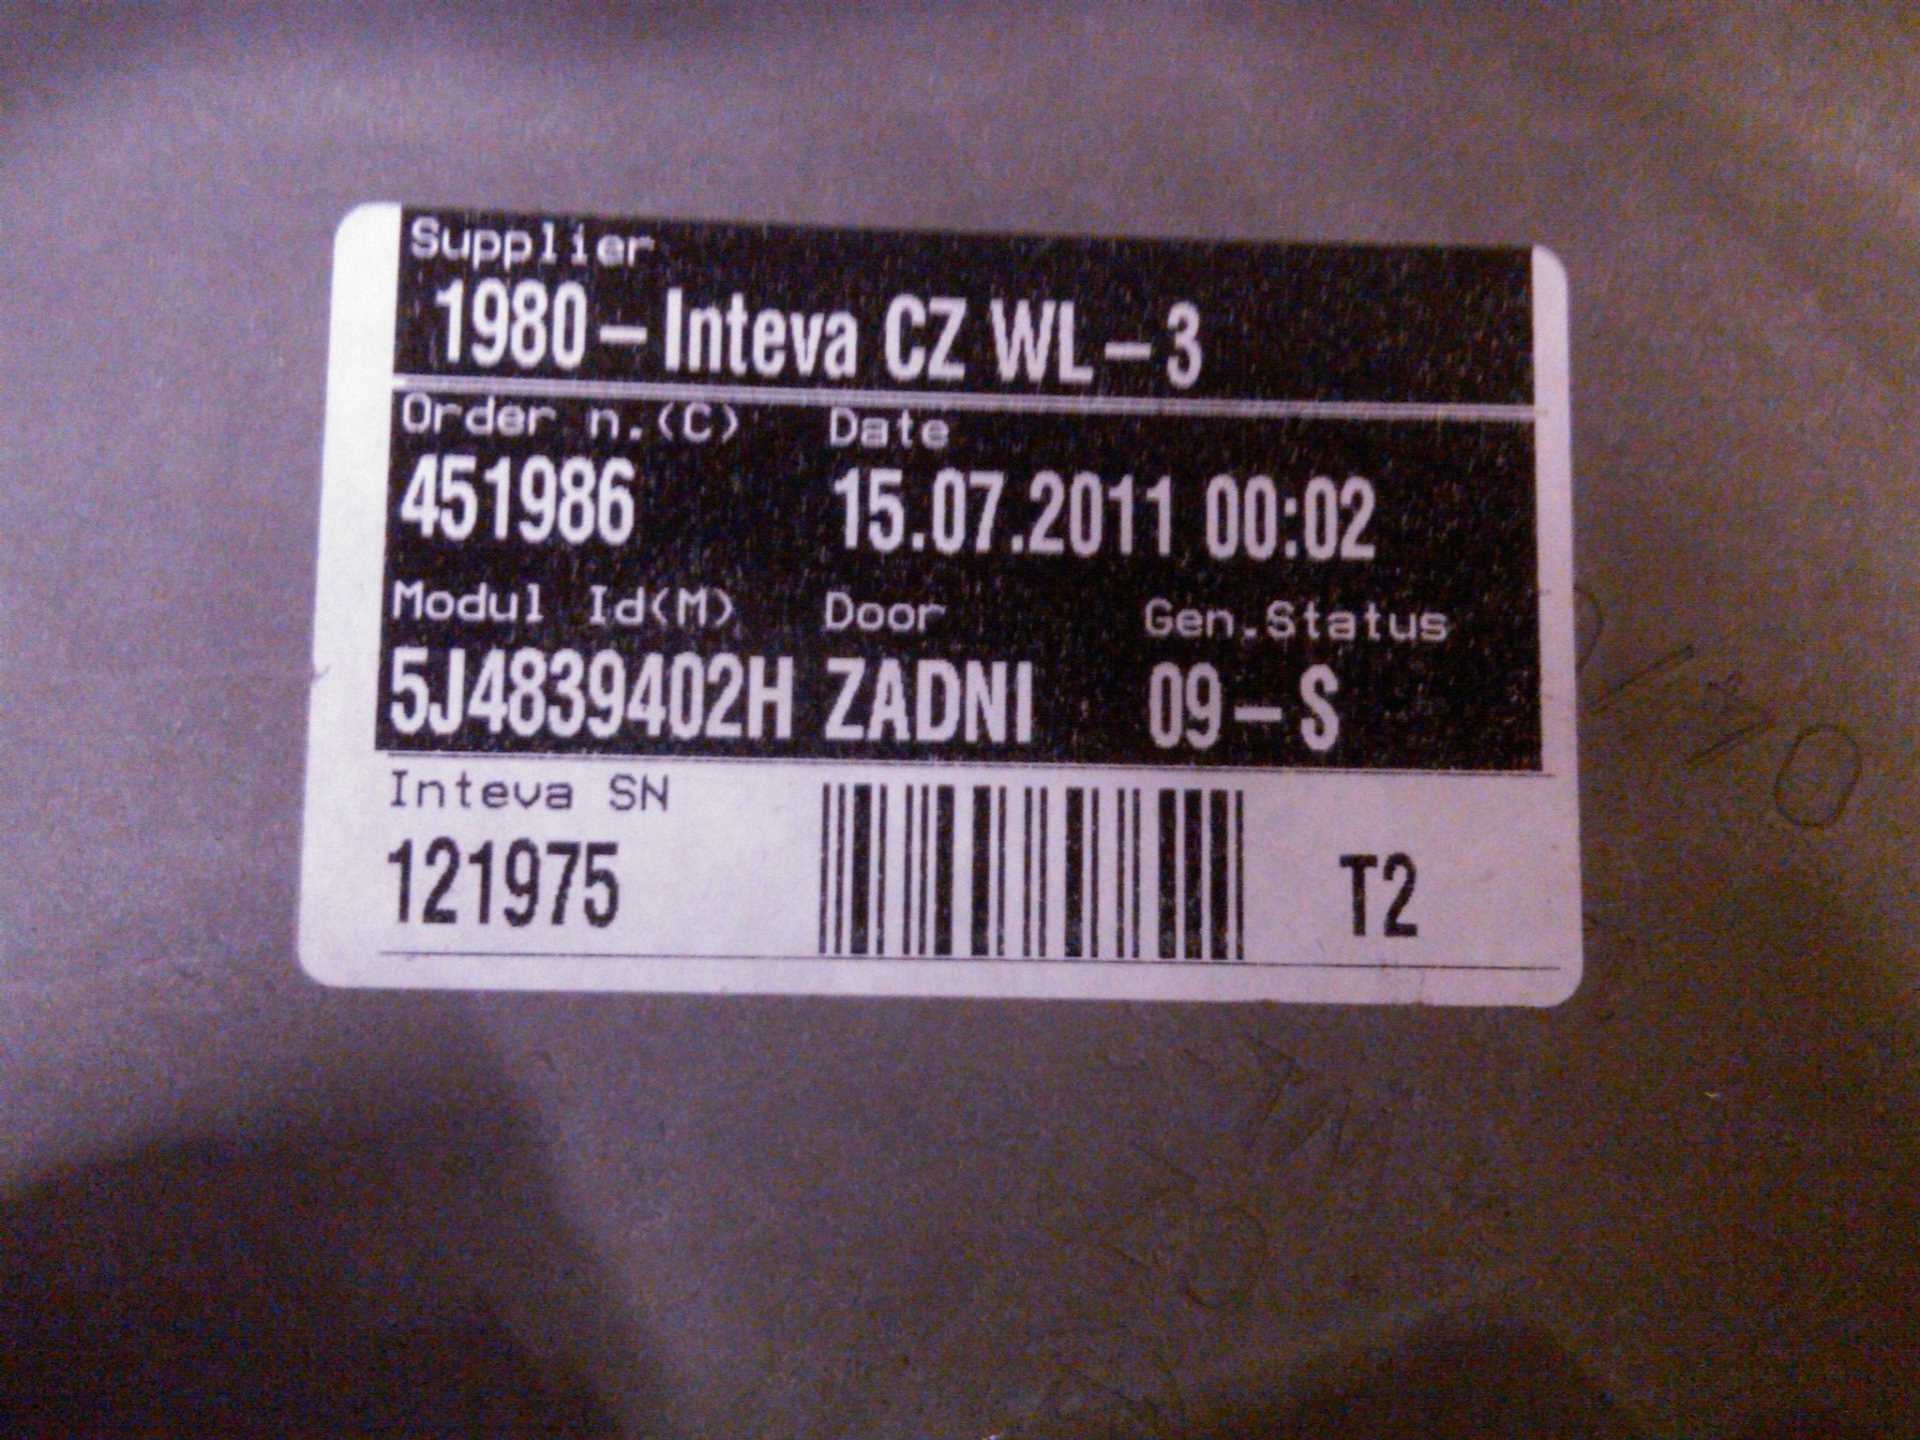 Supplier
1980 - Inteva CZ WL - 3
Order n.(C) Date
451986 15.07.2011 00:02
Modul Id(M) Door Gen.Status
5J4839402H ZADNI 09 - S
Inteva SN
121975 T2